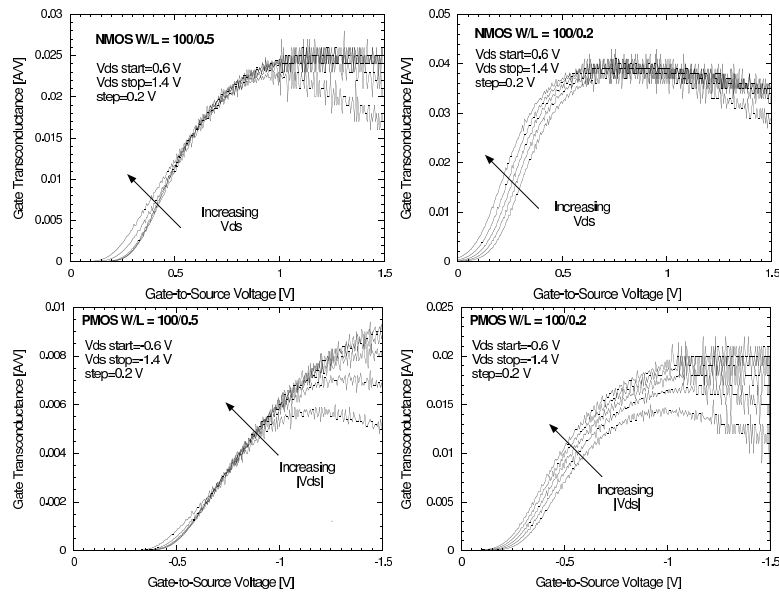 NMOS W/L = 100/0.5
Vds start=0.6 V
Vds stop=1.4 V
step=0.2 V
Increasing
Vds
0.03
0.025
0.02
0.015
0.01
0.005
0
0
0.5
1
1.5
Gate Transconductance [A/V]
Gate-to-Source Voltage [V]
NMOS W/L = 100/0.2
Vds start=0.6 V
Vds stop=1.4 V
step=0.2 V
Increasing
Vds
0.05
0.04
0.03
0.02
0.01
0.00
0
0.5
1
1.5
Gate Transconductance [A/V]
Gate-to-Source Voltage [V]
PMOS W/L = 100/0.5
Vds start=-0.6 V
Vds stop=-1.4 V
step=0.2 V
Increasing
|Vds|
0.01
0.008
0.006
0.004
0.002
0
0
-0.5
-1
-1.5
Gate Transconductance [A/V]
Gate-to-Source Voltage [V]
PMOS W/L = 100/0.2
Vds start=-0.6 V
Vds stop=-1.4 V
step=0.2 V
Increasing
|Vds|
0.025
0.02
0.015
0.01
0.005
0
0
-0.5
-1
-1.5
Gate Transconductance [A/V]
Gate-to-Source Voltage [V]